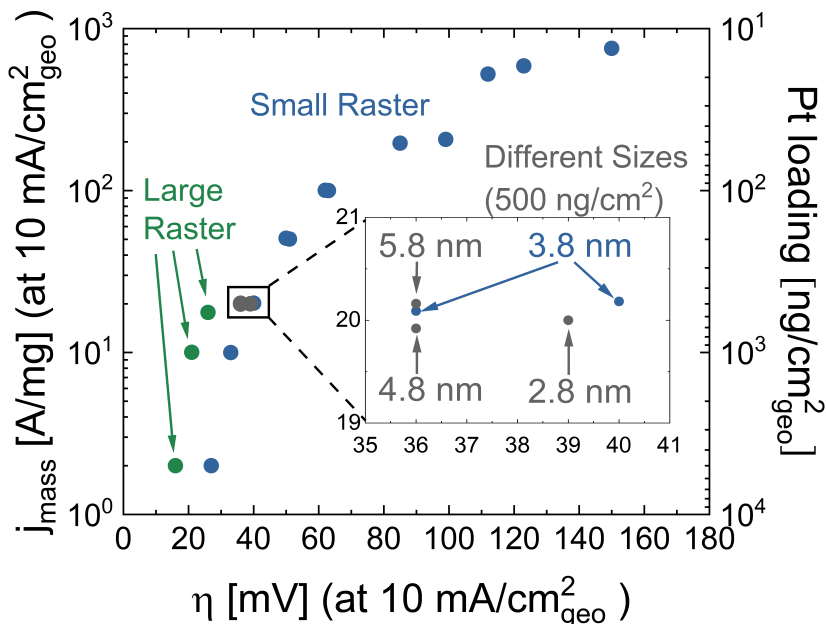 10³
10²
10¹
10⁰
j_mass [A/mg] (at 10 mA/cm²_geo)
Small Raster
Large
Raster
Different Sizes
(500 ng/cm²)
21
20
19
5.8 nm
3.8 nm
4.8 nm
2.8 nm
35 36 37 38 39 40 41
10¹
10²
10³
10⁴
Pt loading [ng/cm²_geo]
0 20 40 60 80 100 120 140 160 180
η [mV] (at 10 mA/cm²_geo)